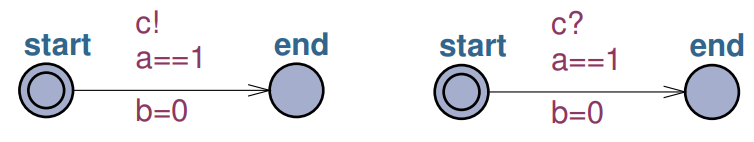 start
c!
a==1
b=0
end
start
c?
a==1
b=0
end